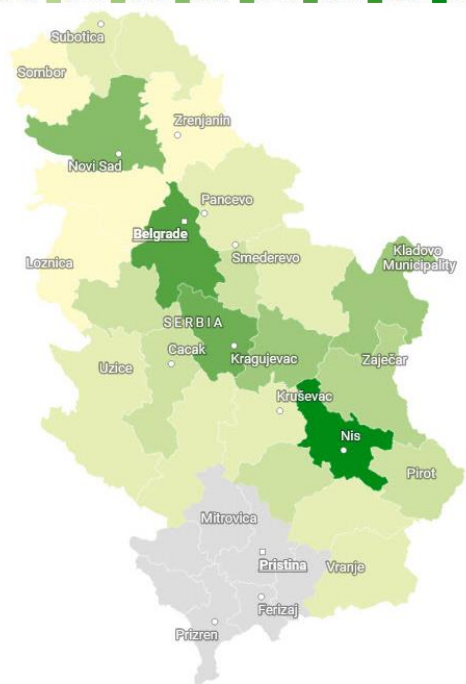 Subotica
Sombor
Zrenjanin
Novi Sad
Pancevo
Belgrade
Loznica
Smederevo
Kladovo
Municipality
SERBIA
Cacak
Kragujevac
Zaječar
Uzice
Kruševac
Nis
Pirot
Mitrovica
Pristina
Vranje
Ferizaj
Prizren